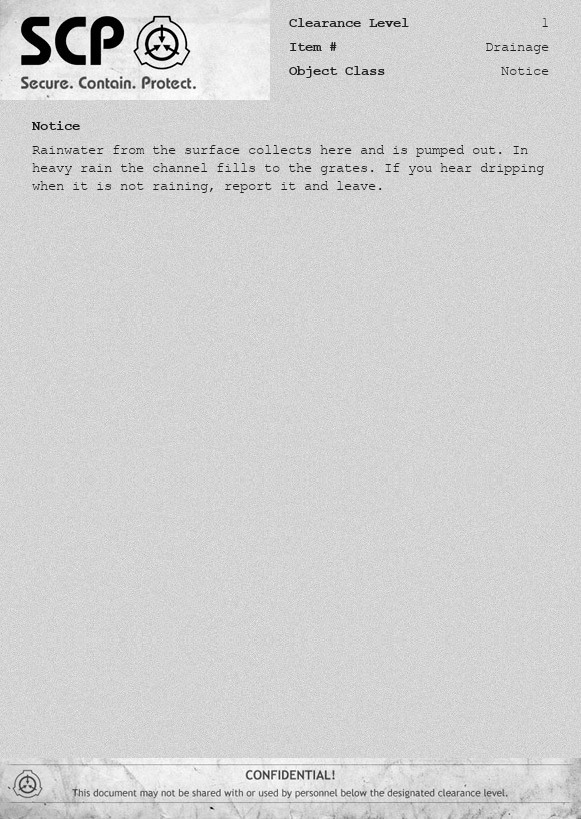 SCP
Secure. Contain. Protect.
Clearance Level 1
Item # Drainage
Object Class Notice
Notice
Rainwater from the surface collects here and is pumped out. In
heavy rain the channel fills to the grates. If you hear dripping
when it is not raining, report it and leave.
CONFIDENTIAL!
This document may not be shared with or used by personnel below the designated clearance level.